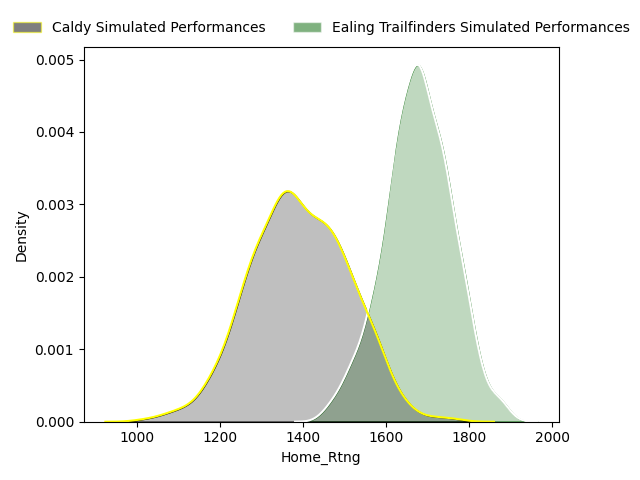 Caldy Simulated Performances
Ealing Trailfinders Simulated Performances
0.005
0.004
0.003
0.002
0.001
0.000
Density
1000 1200 1400 1600 1800 2000
Home_Rtng